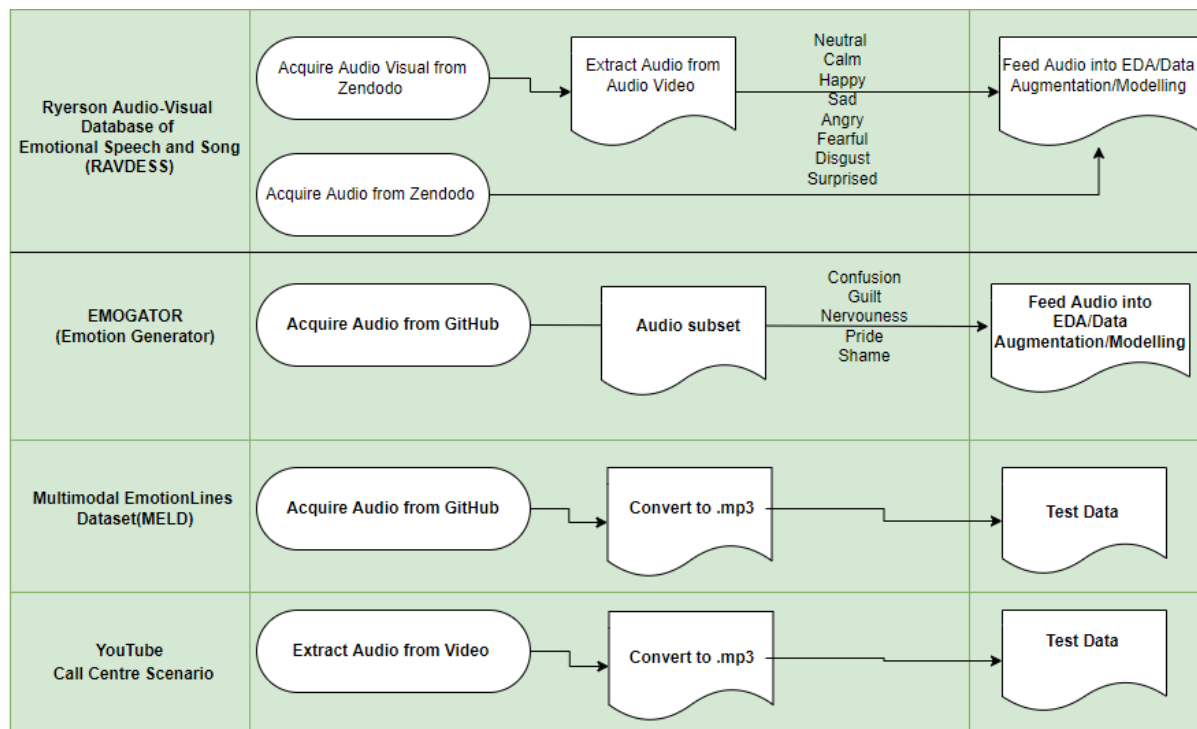 Ryerson Audio-Visual
Database of
Emotional Speech and Song
(RAVDESS)
Acquire Audio Visual from
Zendodo
Extract Audio from
Audio Video
Neutral
Calm
Happy
Sad
Angry
Fearful
Disgust
Surprised
Feed Audio into EDA/Data
Augmentation/Modelling
Acquire Audio from Zendodo
EMOGATOR
(Emotion Generator)
Acquire Audio from GitHub
Audio subset
Confusion
Guilt
Nervouness
Pride
Shame
Feed Audio into
EDA/Data
Augmentation/Modelling
Multimodal EmotionLines
Dataset(MELD)
Acquire Audio from GitHub
Convert to .mp3
Test Data
YouTube
Call Centre Scenario
Extract Audio from Video
Convert to .mp3
Test Data